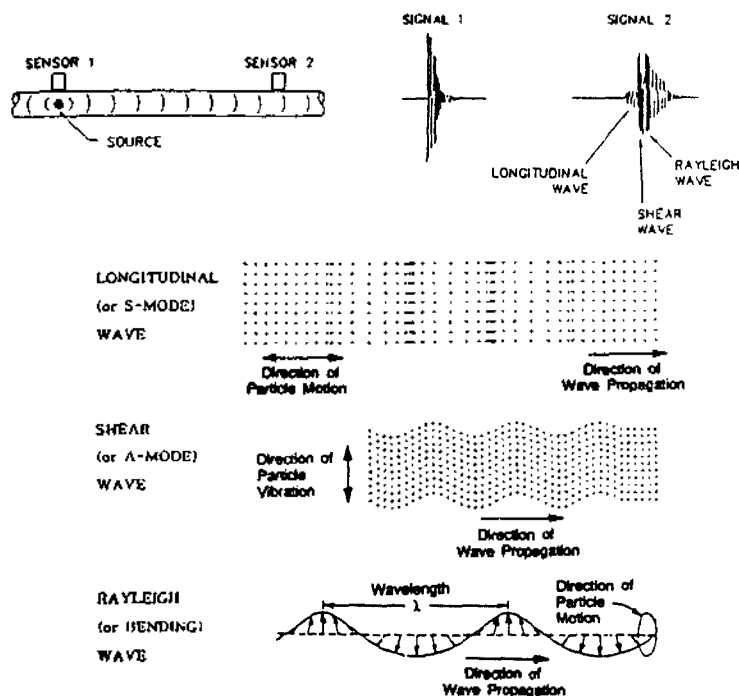 SIGNAL 1
SIGNAL 2
SENSOR 1
SENSOR 2
SOURCE
LONGITUDINAL
WAVE
RAYLEIGH
WAVE
SHEAR
WAVE
LONGITUDINAL
(or S-MODE)
WAVE
Direction of
Particle Motion
Direction of
Wave Propagation
SHEAR
(or A-MODE)
WAVE
Direction of
Particle
Vibration
Direction of
Wave Propagation
RAYLEIGH
(or BENDING)
WAVE
Wavelength
λ
Direction of
Particle
Motion
Direction of
Wave Propagation